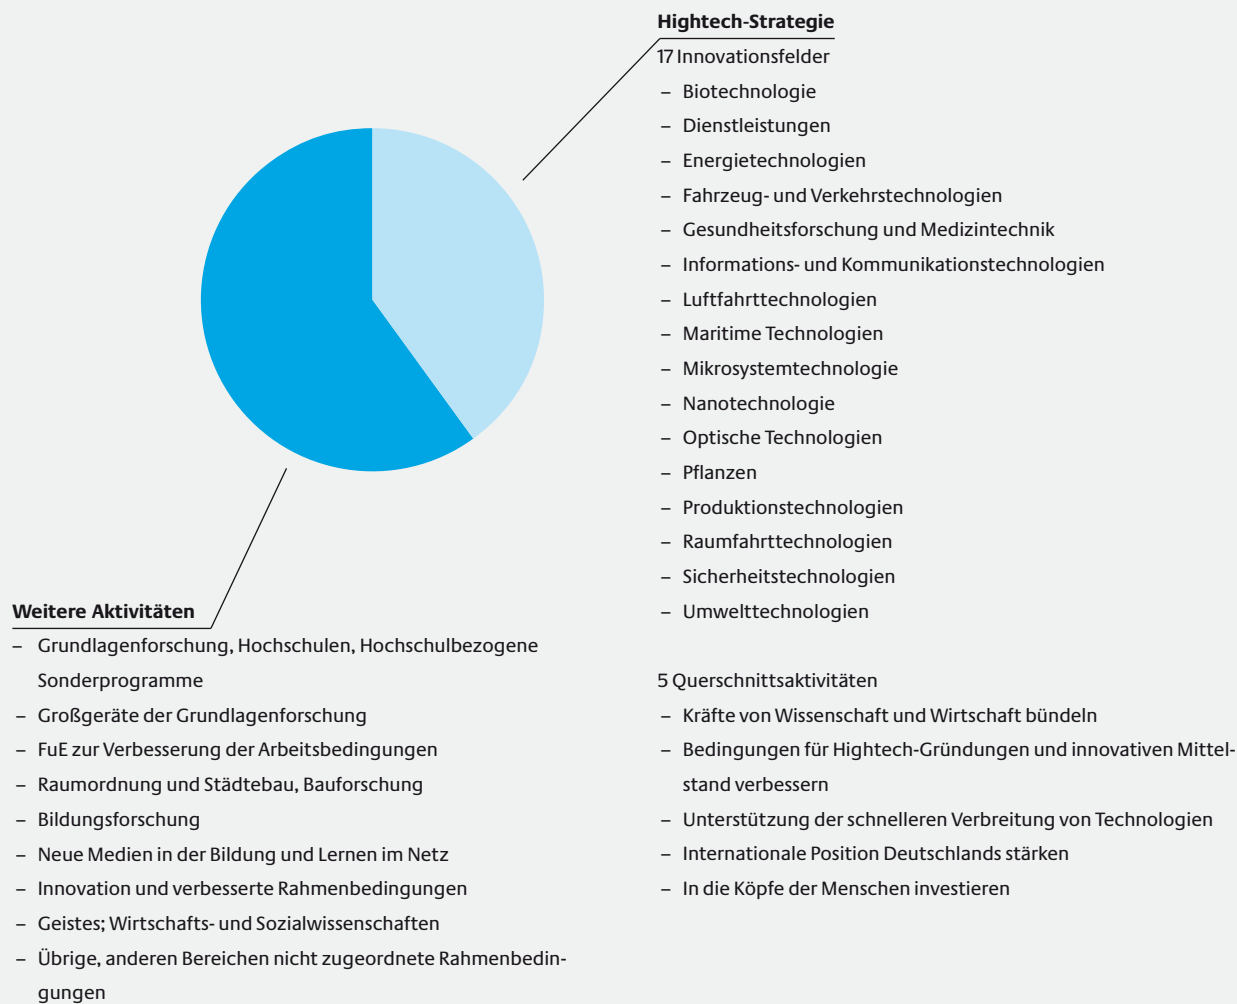 Hightech-Strategie
17 Innovationsfelder
– Biotechnologie
– Dienstleistungen
– Energietechnologien
– Fahrzeug- und Verkehrstechnologien
– Gesundheitsforschung und Medizintechnik
– Informations- und Kommunikationstechnologien
– Luftfahrttechnologien
– Maritime Technologien
– Mikrosystemtechnologie
– Nanotechnologie
– Optische Technologien
– Pflanzen
– Produktionstechnologien
– Raumfahrttechnologien
– Sicherheitstechnologien
– Umwelttechnologien
5 Querschnittsaktivitäten
– Kräfte von Wissenschaft und Wirtschaft bündeln
– Bedingungen für Hightech-Gründungen und innovativen Mittel-
stand verbessern
– Unterstützung der schnelleren Verbreitung von Technologien
– Internationale Position Deutschlands stärken
– In die Köpfe der Menschen investieren
Weitere Aktivitäten
– Grundlagenforschung, Hochschulen, Hochschulbezogene
Sonderprogramme
– Großgeräte der Grundlagenforschung
– FuE zur Verbesserung der Arbeitsbedingungen
– Raumordnung und Städtebau, Bauforschung
– Bildungsforschung
– Neue Medien in der Bildung und Lernen im Netz
– Innovation und verbesserte Rahmenbedingungen
– Geistes; Wirtschafts- und Sozialwissenschaften
– Übrige, anderen Bereichen nicht zugeordnete Rahmenbedin-
gungen